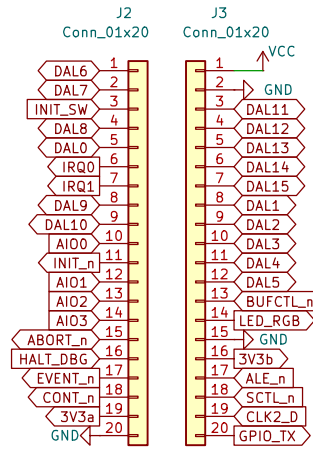 J2 J3
Conn_01x20 Conn_01x20
VCC
DAL6 1 1
DAL7 2 2 GND
INIT_SW 3 3 DAL11
DAL8 4 4 DAL12
DAL0 5 5 DAL13
IRQ0 6 6 DAL14
IRQ1 7 7 DAL15
DAL9 8 8 DAL1
DAL10 9 9 DAL2
AIO0 10 10 DAL3
INIT_n 11 11 DAL4
AIO1 12 12 DAL5
AIO2 13 13 BUFCTL_n
AIO3 14 14 LED_RGB
ABORT_n 15 15 GND
HALT_DBG 16 16 3V3b
EVENT_n 17 17 ALE_n
CONT_n 18 18 SCTL_n
3V3a 19 19 CLK2_D
GND 20 20 GPIO_TX